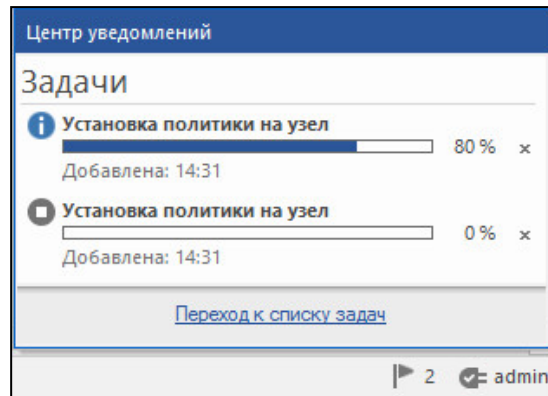 Центр уведомлений
Задачи
Установка политики на узел
80 %
Добавлена: 14:31
Установка политики на узел
0 %
Добавлена: 14:31
Переход к списку задач
2 admin